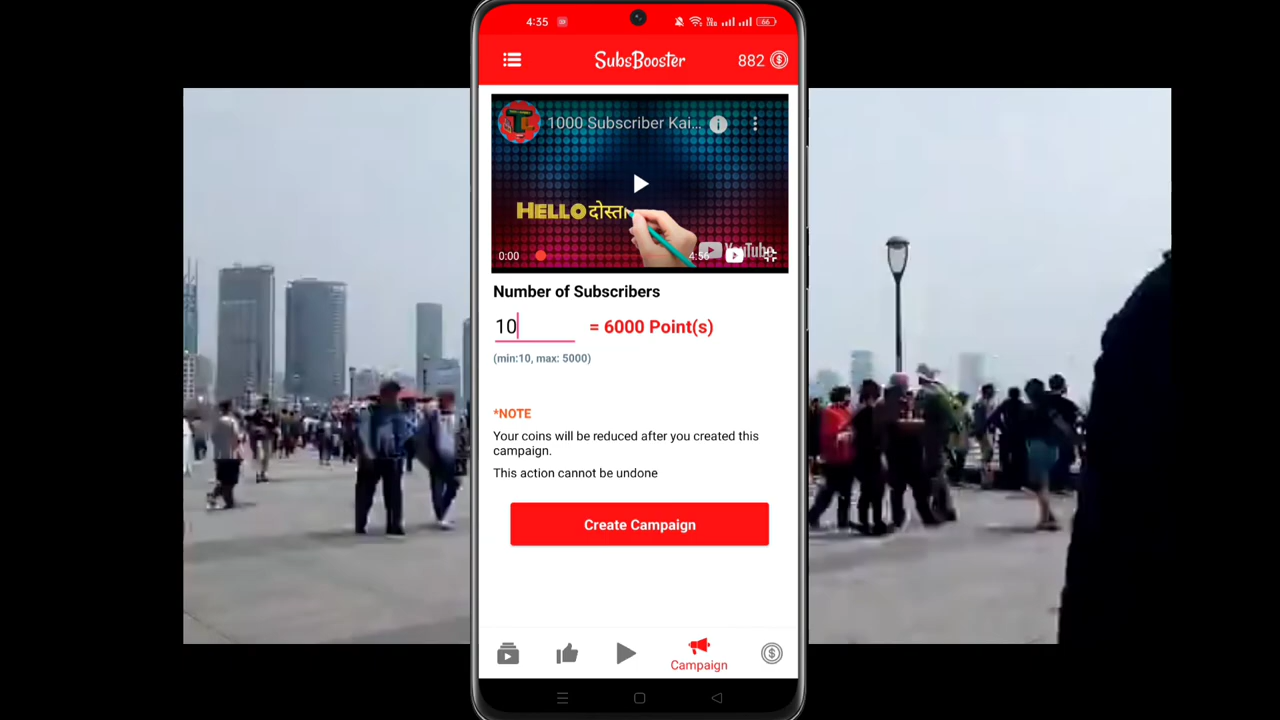 4:35
66
SubsBooster
882
1000 Subscriber Kai...
HELLO दोस्तो
0:00
4:56
YouTube
Number of Subscribers
10
= 6000 Point(s)
(min:10, max: 5000)
*NOTE
Your coins will be reduced after you created this
campaign.
This action cannot be undone
Create Campaign
Campaign